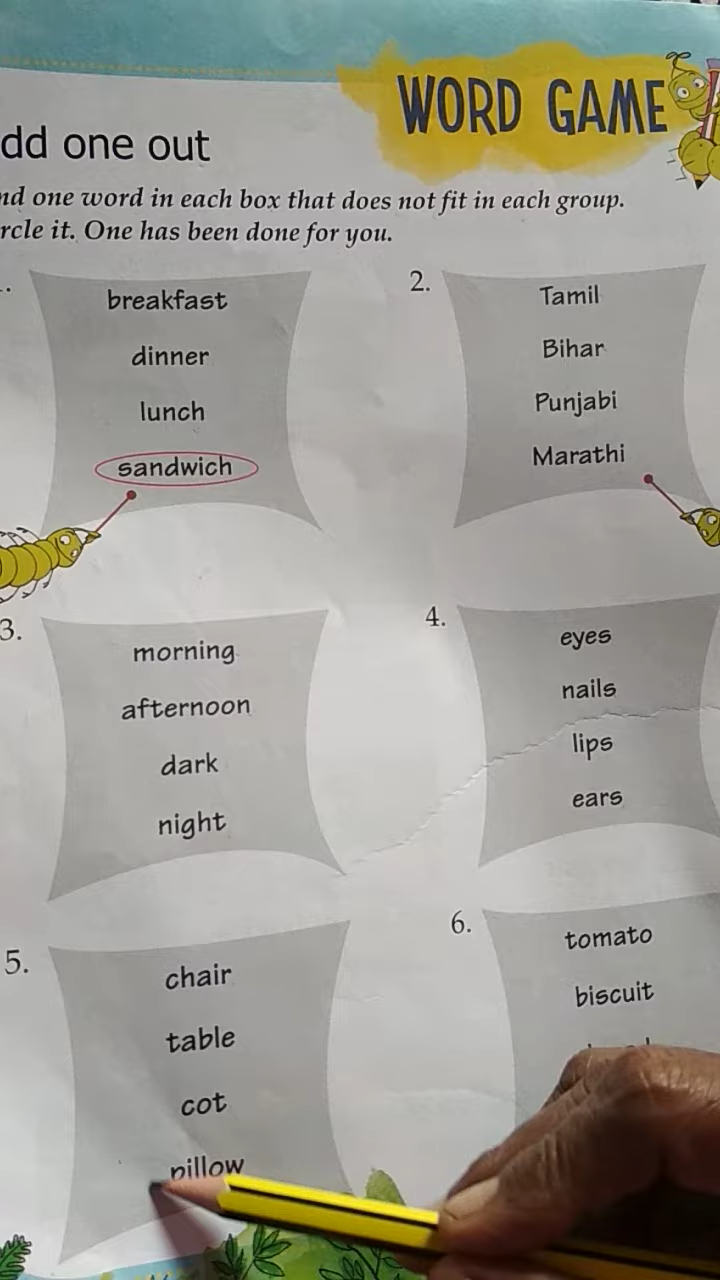 WORD GAME
dd one out
nd one word in each box that does not fit in each group.
rcle it. One has been done for you.
.
breakfast
dinner
lunch
sandwich
2.
Tamil
Bihar
Punjabi
Marathi
3.
morning
afternoon
dark
night
4.
eyes
nails
lips
ears
5.
chair
table
cot
pillow
6.
tomato
biscuit